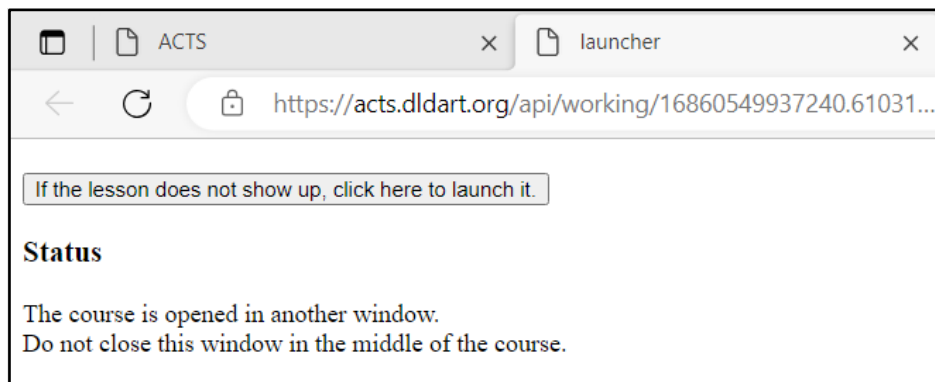 ACTS
launcher
https://acts.dldart.org/api/working/16860549937240.61031...
If the lesson does not show up, click here to launch it.
Status
The course is opened in another window.
Do not close this window in the middle of the course.